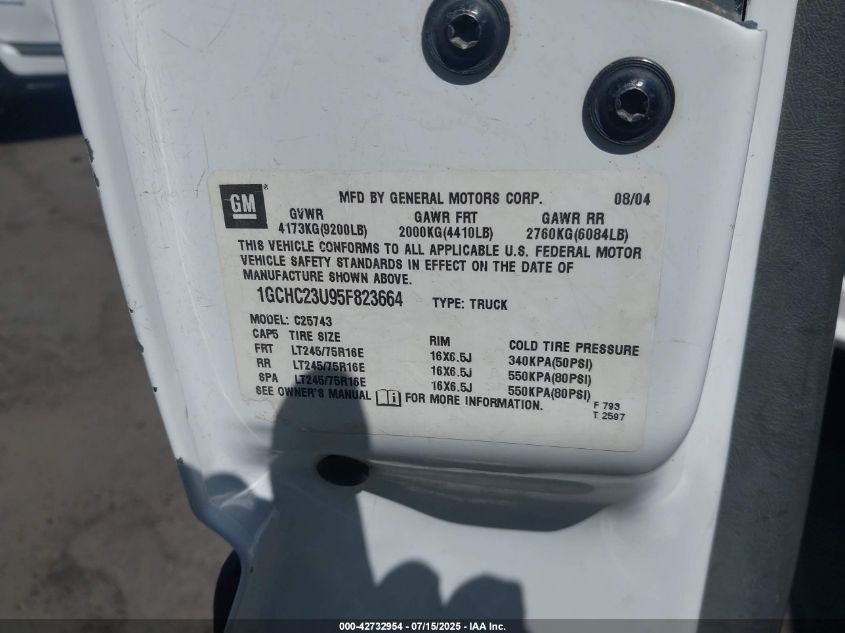 GM ® MFD BY GENERAL MOTORS CORP. 08/04
GVWR GAWR FRT GAWR RR
4173KG(9200LB) 2000KG(4410LB) 2760KG(6084LB)
THIS VEHICLE CONFORMS TO ALL APPLICABLE U.S. FEDERAL MOTOR
VEHICLE SAFETY STANDARDS IN EFFECT ON THE DATE OF
MANUFACTURE SHOWN ABOVE.
1GCHC23U95F823664 TYPE: TRUCK
MODEL: C25743
CAP5 TIRE SIZE RIM COLD TIRE PRESSURE
FRT LT245/75R16E 16X6.5J 340KPA(50PSI)
RR LT245/75R16E 16X6.5J 550KPA(80PSI)
SPA LT245/75R16E 16X6.5J 550KPA(80PSI)
SEE OWNER'S MANUAL FOR MORE INFORMATION.
F 793
T 2597
000-42732954 - 07/15/2025 - IAA Inc.